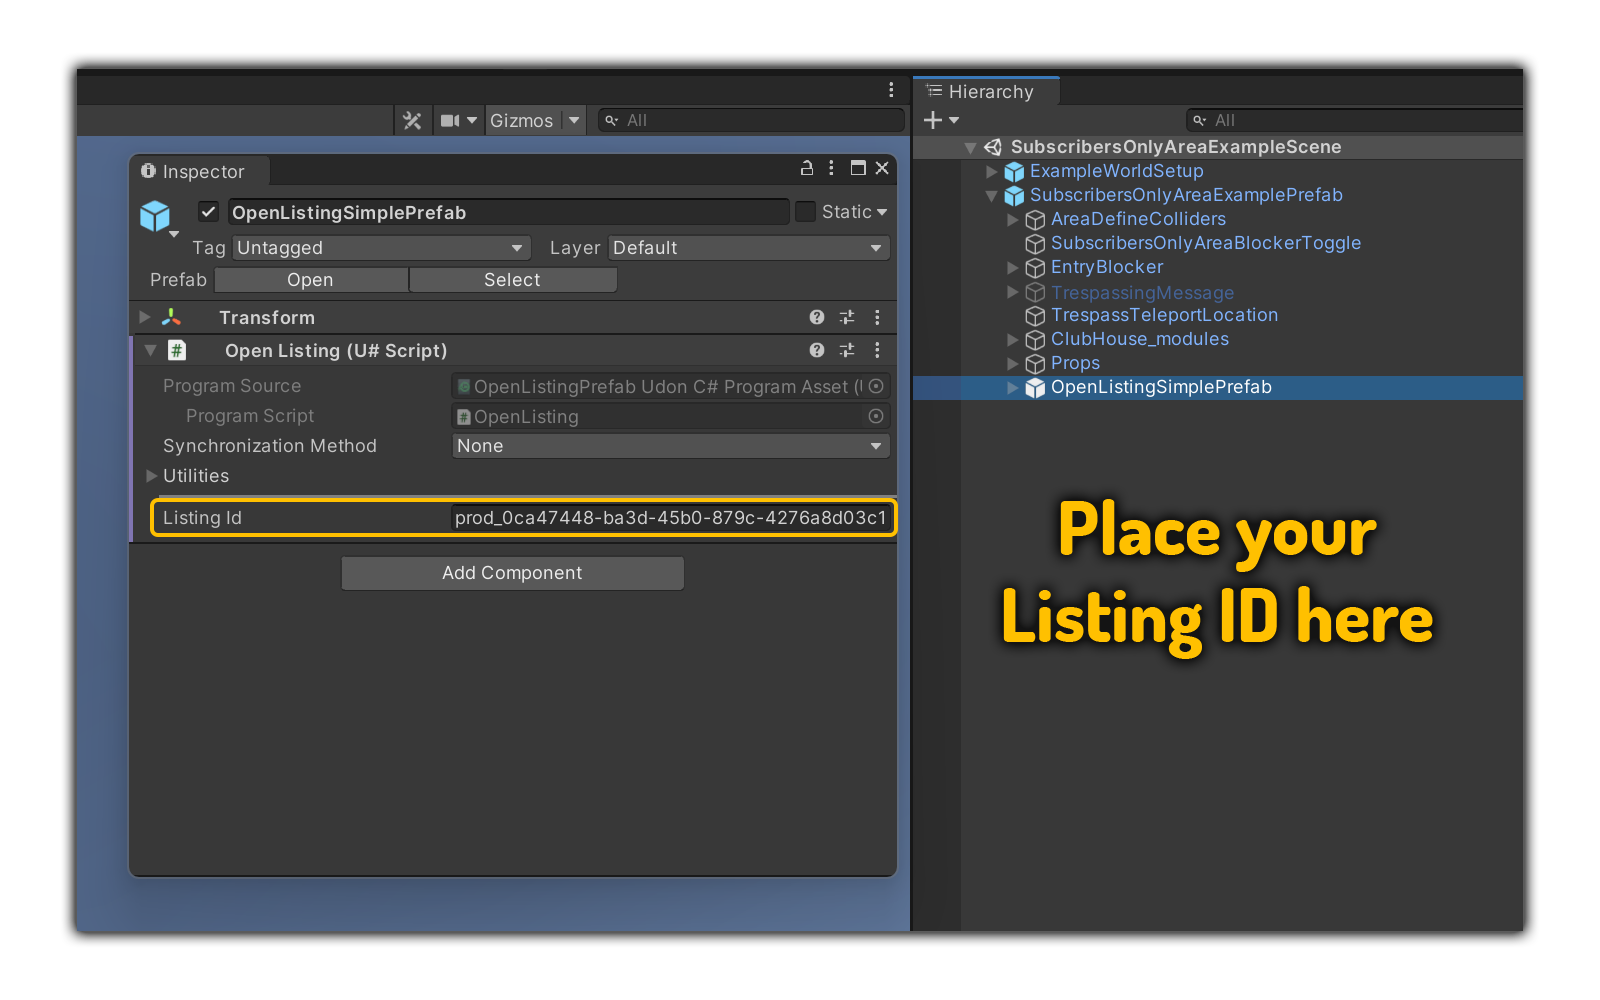 Gizmos
All
Inspector
OpenListingSimplePrefab
Static
Tag Untagged Layer Default
Prefab Open Select
Transform
# Open Listing (U# Script)
Program Source OpenListingPrefab Udon C# Program Asset (
Program Script # OpenListing
Synchronization Method None
Utilities
Listing Id prod_0ca47448-ba3d-45b0-879c-4276a8d03c1
Add Component
Hierarchy
All
SubscribersOnlyAreaExampleScene
ExampleWorldSetup
SubscribersOnlyAreaExamplePrefab
AreaDefineColliders
SubscribersOnlyAreaBlockerToggle
EntryBlocker
TrespassingMessage
TrespassTeleportLocation
ClubHouse_modules
Props
OpenListingSimplePrefab
Place your
Listing ID here